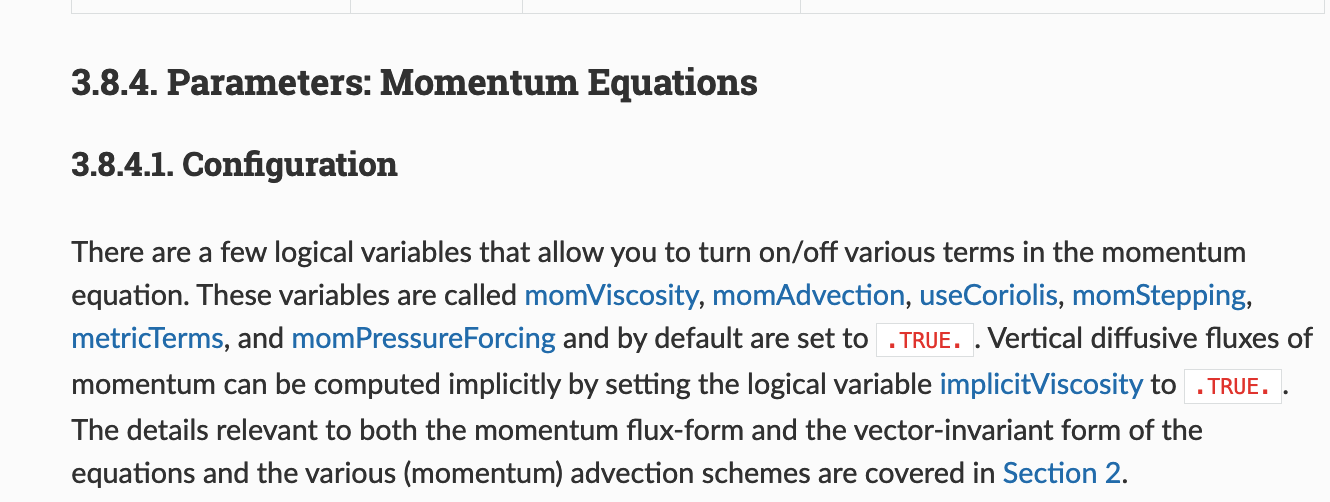 3.8.4. Parameters: Momentum Equations
3.8.4.1. Configuration
There are a few logical variables that allow you to turn on/off various terms in the momentum
equation. These variables are called momViscosity, momAdvection, useCoriolis, momStepping,
metricTerms, and momPressureForcing and by default are set to .TRUE. . Vertical diffusive fluxes of
momentum can be computed implicitly by setting the logical variable implicitViscosity to .TRUE. .
The details relevant to both the momentum flux-form and the vector-invariant form of the
equations and the various (momentum) advection schemes are covered in Section 2.